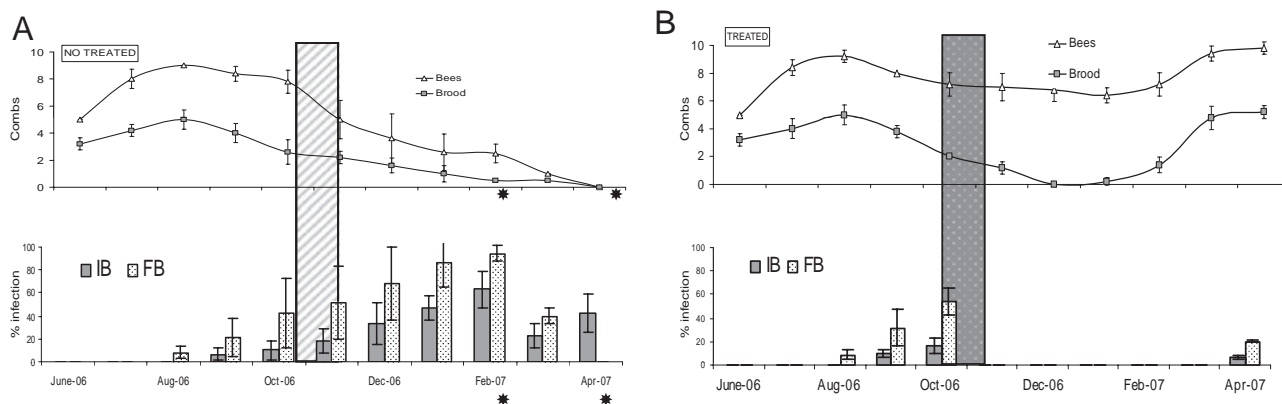 A
NO TREATED
Combs
10
8
6
4
2
0
Bees
Brood
% infection
100
80
60
40
20
0
IB FB
June-06 Aug-06 Oct-06 Dec-06 Feb-07 Apr-07
B
TREATED
Combs
10
8
6
4
2
0
Bees
Brood
% infection
100
80
60
40
20
0
IB FB
June-06 Aug-06 Oct-06 Dec-06 Feb-07 Apr-07